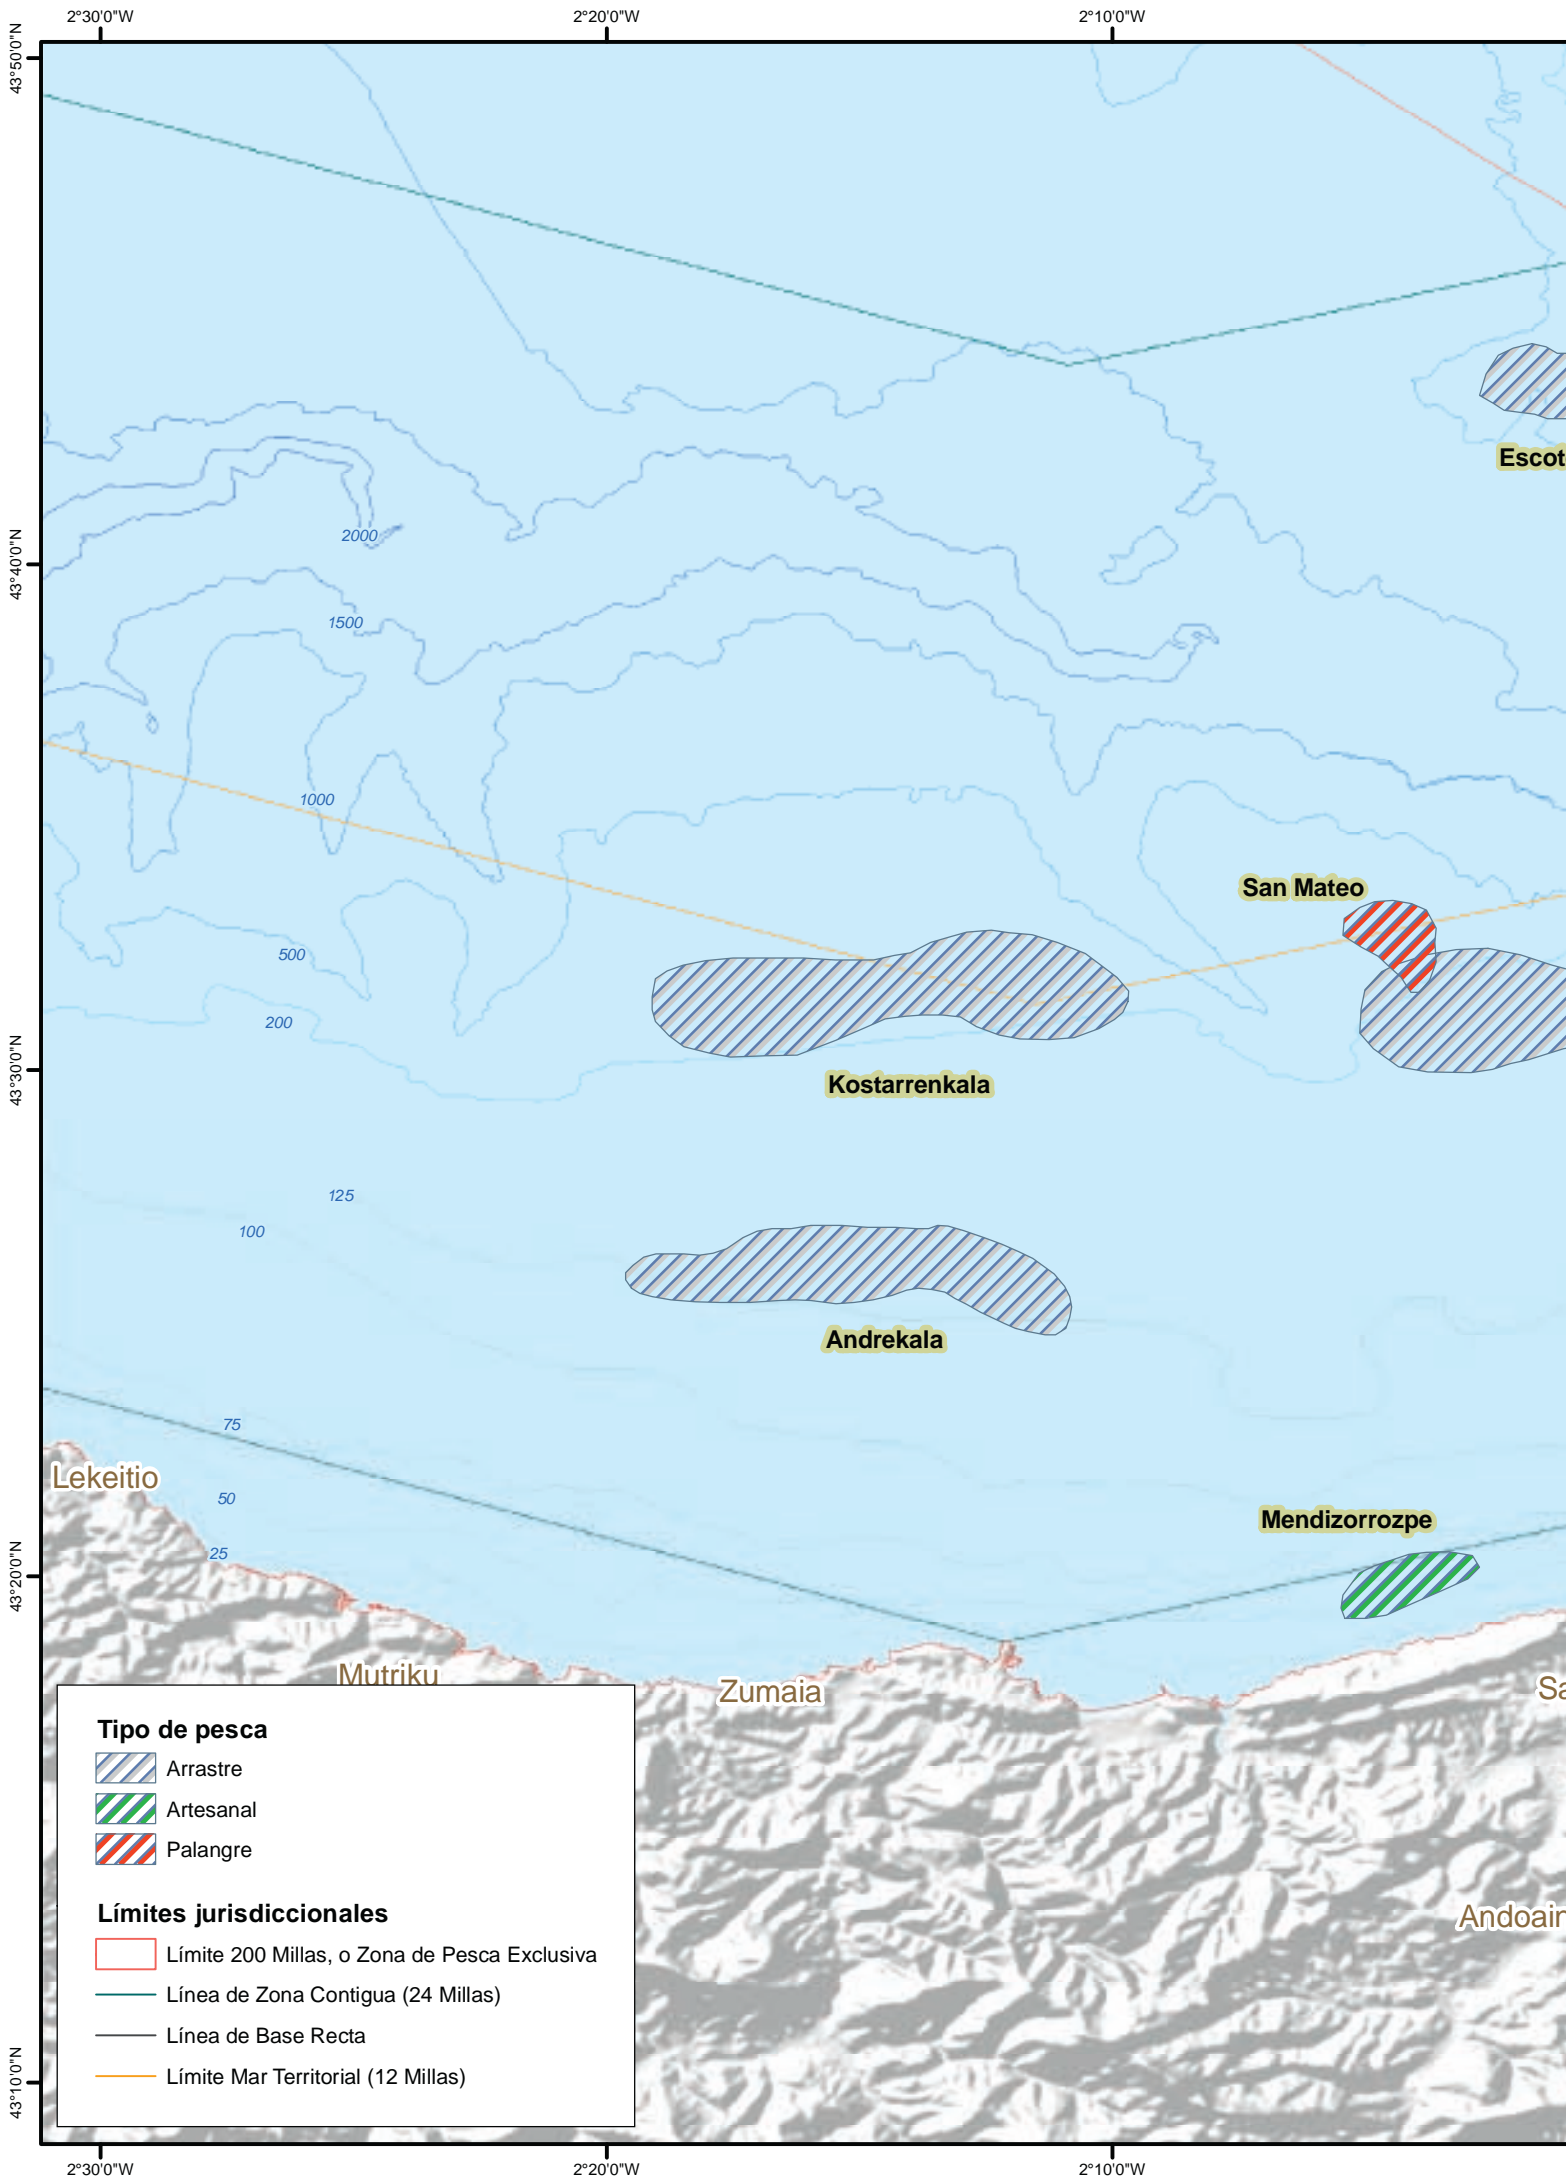 2°30'0"W
2°20'0"W
2°10'0"W
43°50'0"N
43°40'0"N
43°30'0"N
43°20'0"N
43°10'0"N
Escot
2000
1500
1000
San Mateo
500
200
Kostarrenkala
125
100
Andrekala
75
Lekeitio
50
Mendizorrozpe
25
Mutriku
Zumaia
Sa
Tipo de pesca
Arrastre
Artesanal
Palangre
Límites jurisdiccionales
Andoain
Límite 200 Millas, o Zona de Pesca Exclusiva
Línea de Zona Contigua (24 Millas)
Línea de Base Recta
Límite Mar Territorial (12 Millas)
2°30'0"W
2°20'0"W
2°10'0"W